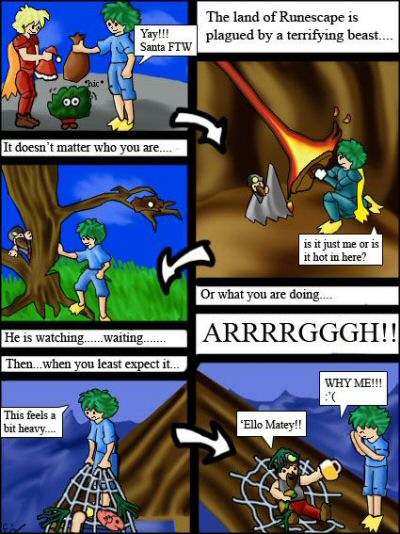 The land of Runescape is
plagued by a terrifying beast....
Yay!!!
Santa FTW
*hic*
It doesn't matter who you are....
is it just me or is
it hot in here?
Or what you are doing....
He is watching......waiting.......
Then...when you least expect it...
This feels a
bit heavy....
ARRRRGGGH!!
WHY ME!!!
:'(
'Ello Matey!!